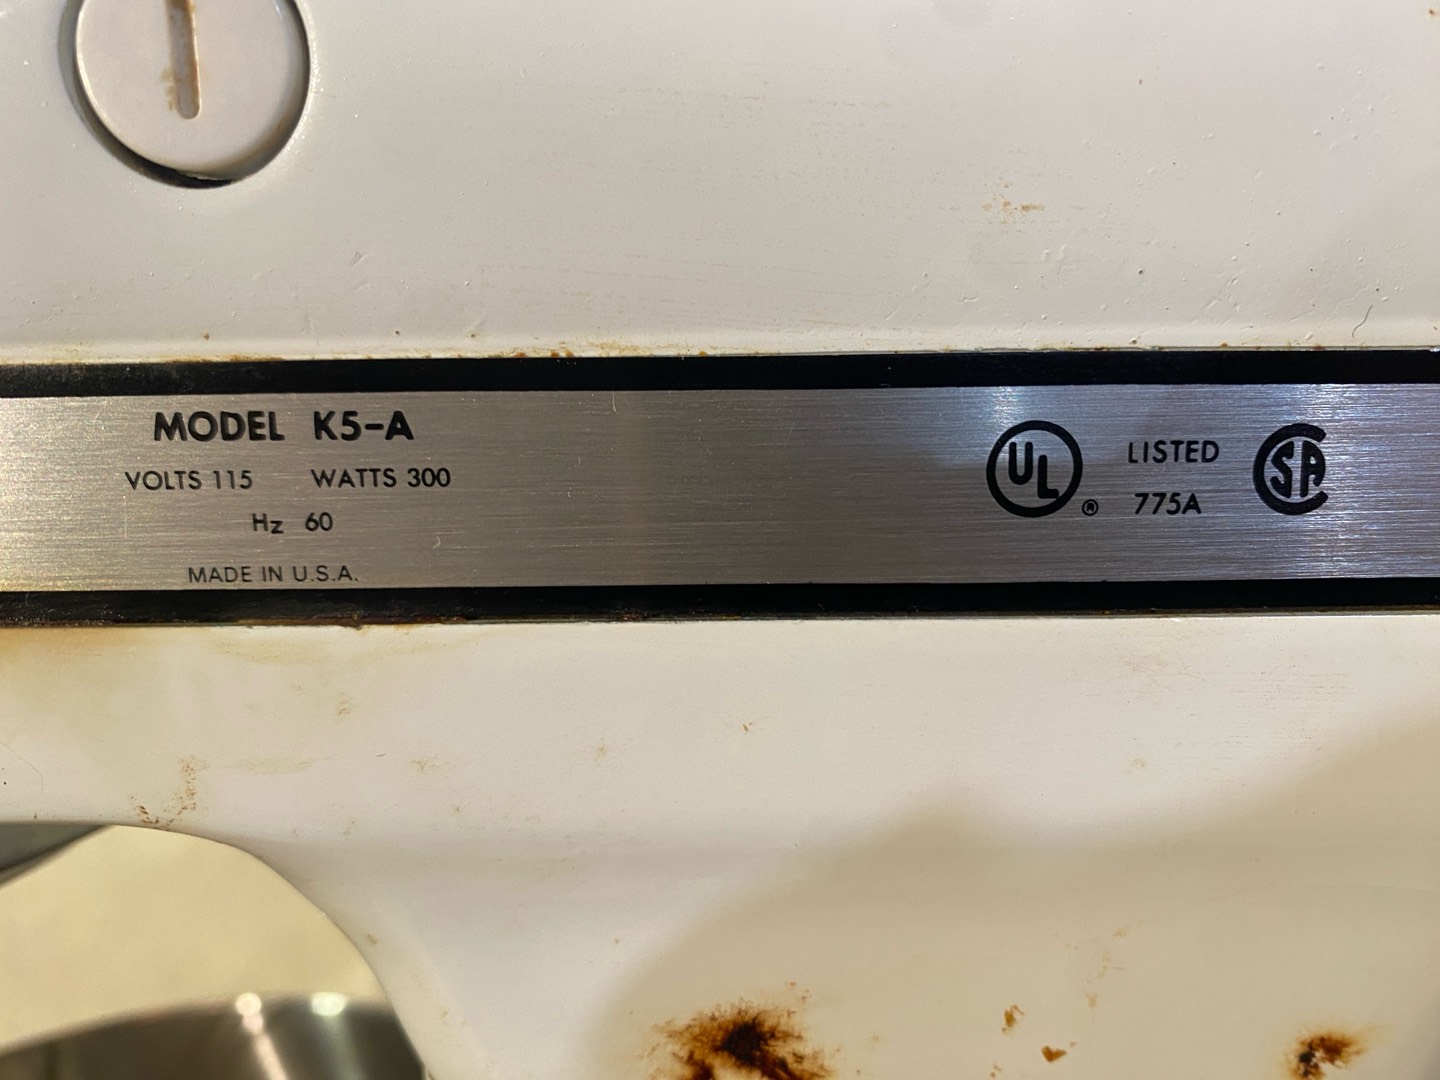 MODEL K5-A
VOLTS 115 WATTS 300
Hz 60
MADE IN U.S.A.
UL ® LISTED
775A
SA